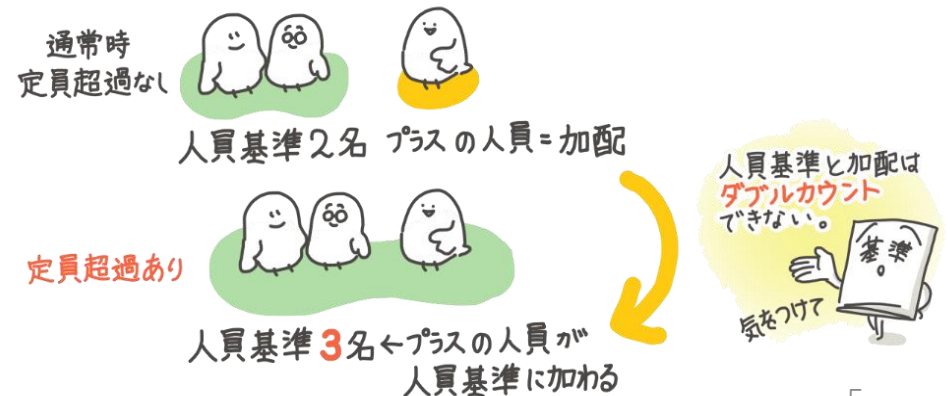 通常時
定員超過なし
人員基準2名 プラスの人員=加配
人員基準と加配は
ダブルカウント
できない。
基準
気をつけて
定員超過あり
人員基準3名←プラスの人員が
人員基準に加わる
5